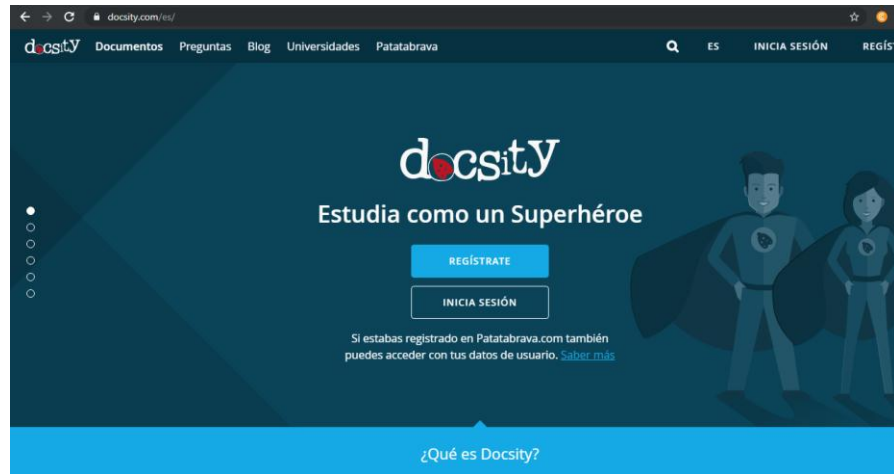 docsity.com/es/
docsity Documentos Preguntas Blog Universidades Patatabrava ES INICIA SESIÓN REGÍST
docsity
Estudia como un Superhéroe
REGÍSTRATE
INICIA SESIÓN
Si estabas registrado en Patatabrava.com también
puedes acceder con tus datos de usuario. Saber más
¿Qué es Docsity?